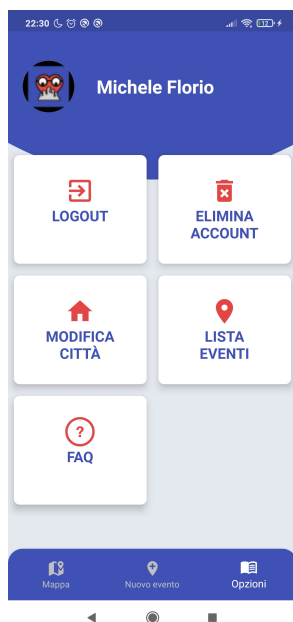 22:30
12
Michele Florio
LOGOUT
ELIMINA
ACCOUNT
MODIFICA
CITTÀ
LISTA
EVENTI
?
FAQ
Mappa
Nuovo evento
Opzioni